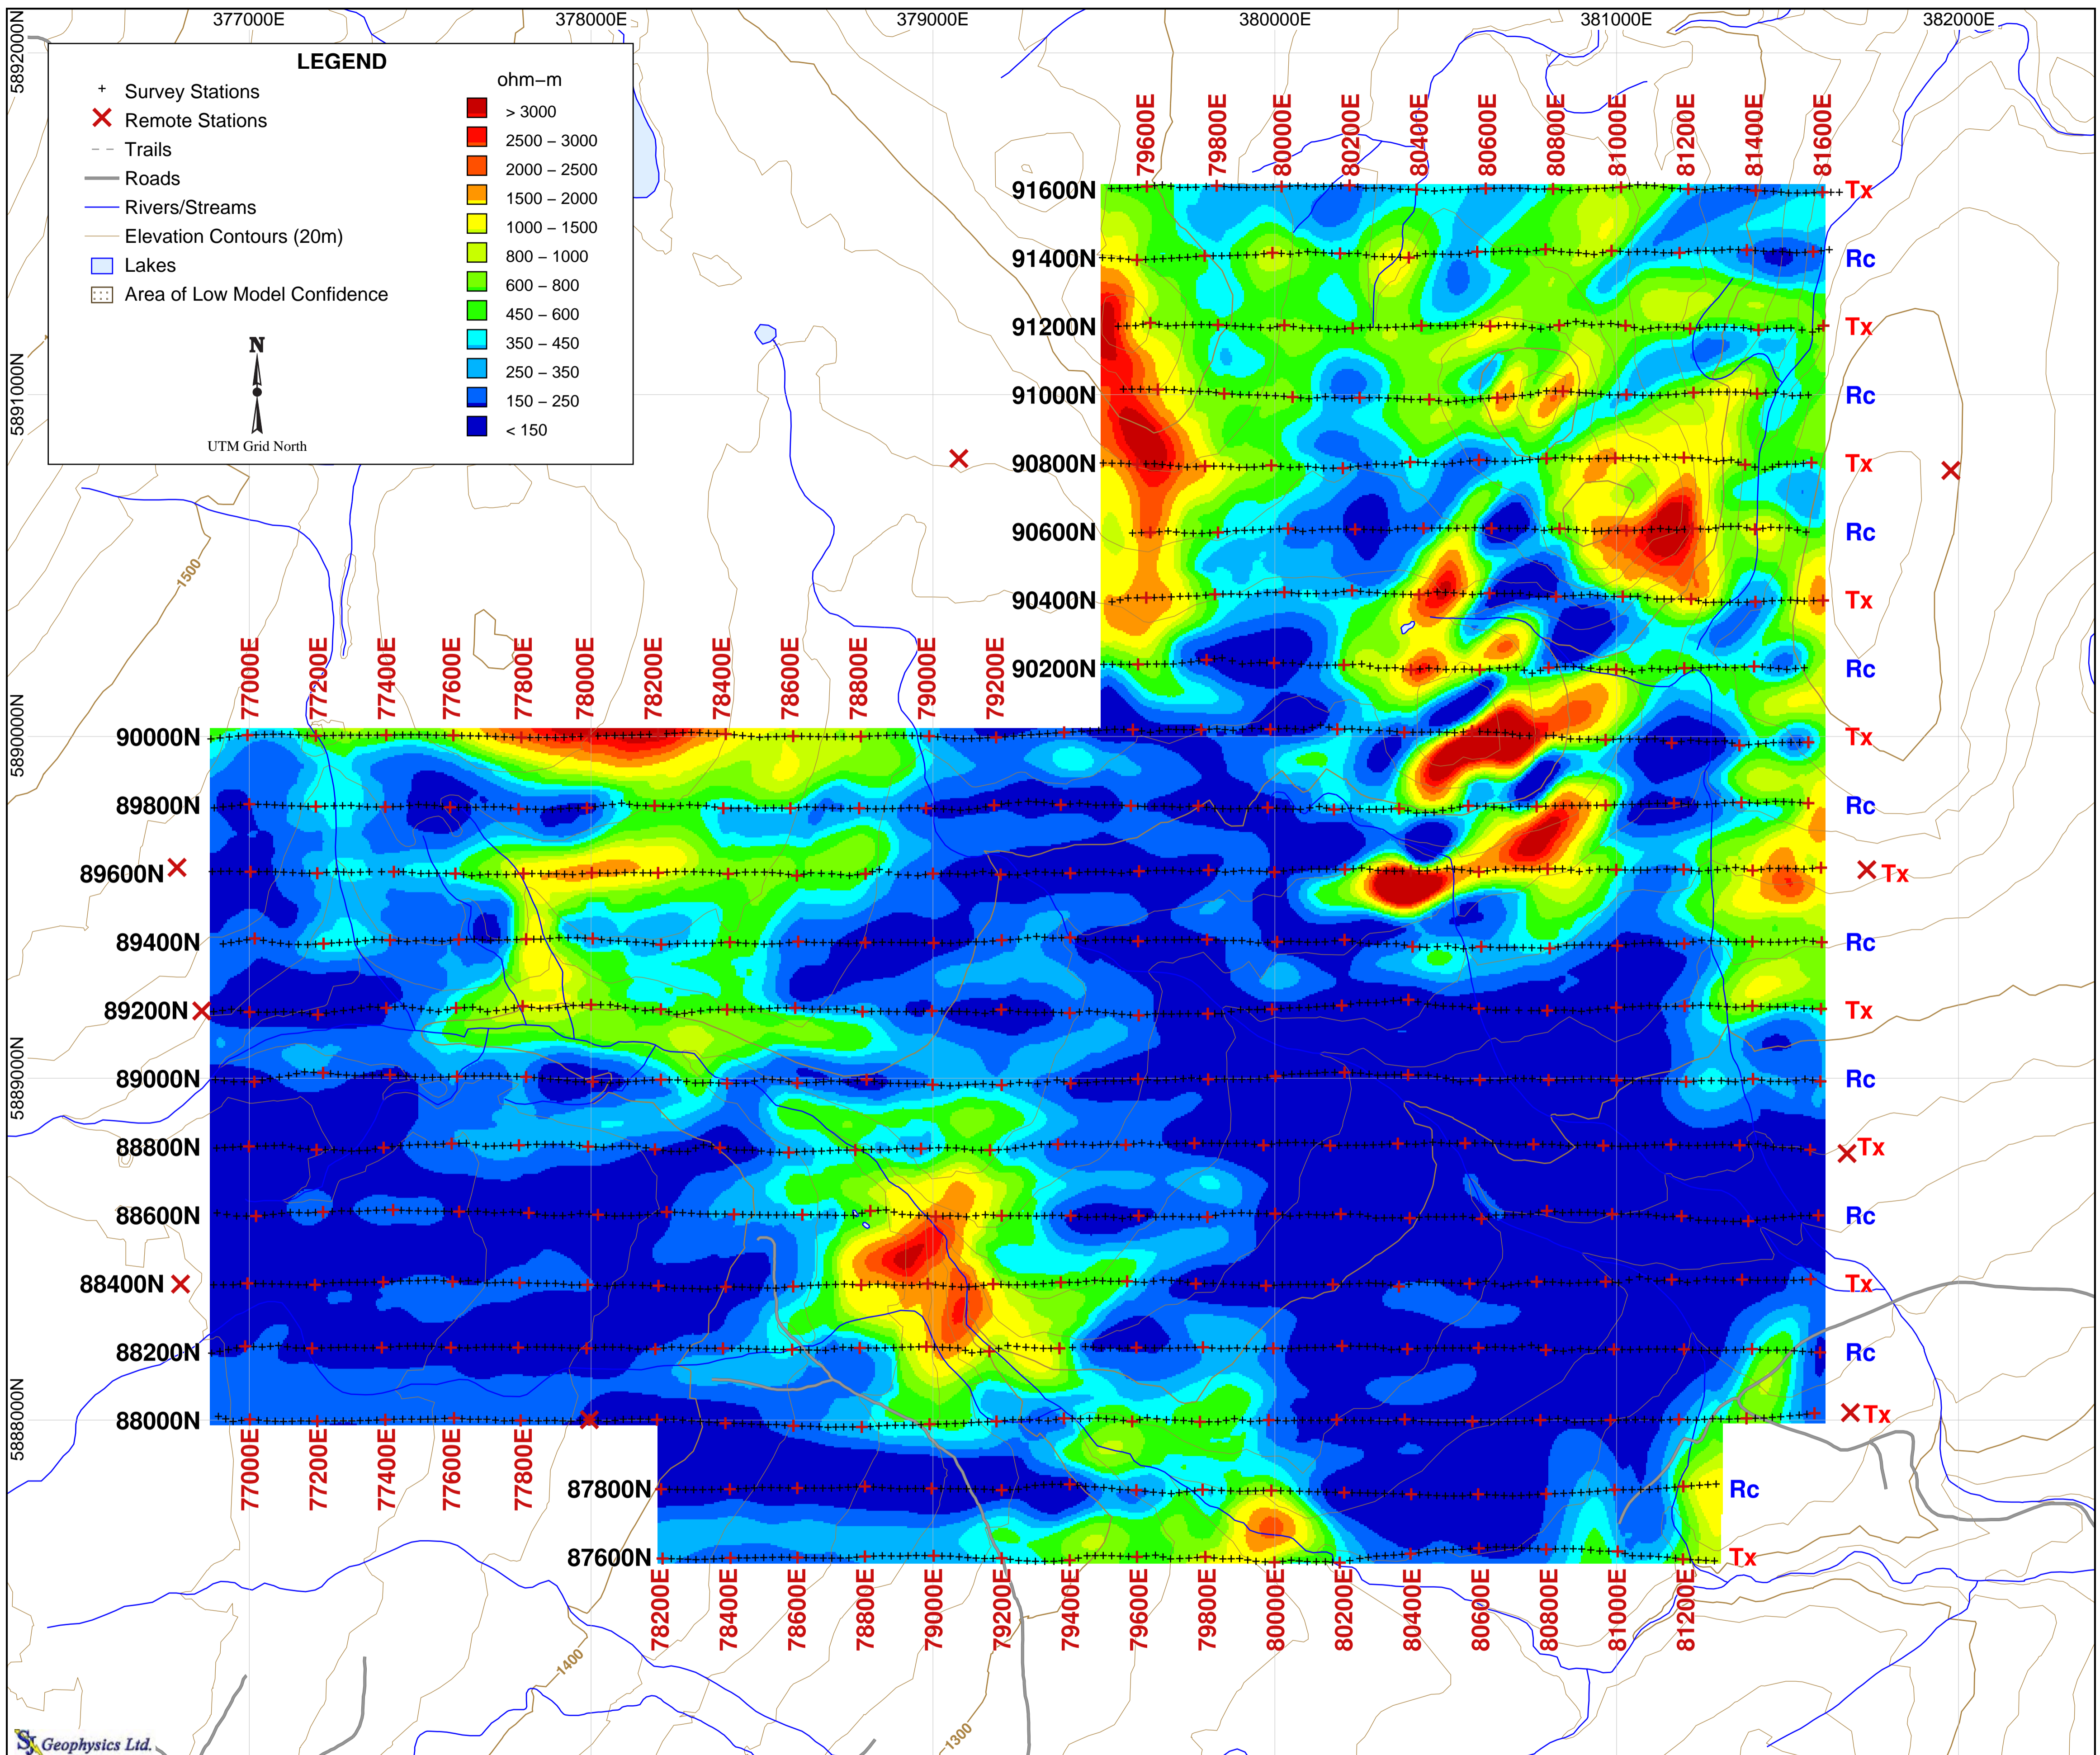 377000E 378000E 379000E 380000E 381000E 382000E
5892000N
5891000N
5890000N
5889000N
5888000N
LEGEND
Survey Stations
Remote Stations
Trails
Roads
Rivers/Streams
Elevation Contours (20m)
Lakes
Area of Low Model Confidence
N
UTM Grid North
ohm-m
> 3000
2500 – 3000
2000 – 2500
1500 – 2000
1000 – 1500
800 – 1000
600 – 800
450 – 600
350 – 450
250 – 350
150 – 250
< 150
79600E 79800E 80000E 80200E 80400E 80600E 80800E 81000E 81200E 81400E 81600E
91600N Tx
91400N Rc
91200N Tx
91000N Rc
90800N Tx
90600N Rc
1500
90400N Tx
90200N Rc
77000E 77200E 77400E 77600E 77800E 78000E 78200E 78400E 78600E 78800E 79000E 79200E
90000N Tx
89800N Rc
89600N Tx
89400N Rc
89200N Tx
89000N Rc
88800N Tx
88600N Rc
88400N Tx
88200N Rc
88000N Tx
77000E 77200E 77400E 77600E 77800E
87800N Rc
87600N Tx
78200E 78400E 78600E 78800E 79000E 79200E 79400E 79600E 79800E 80000E 80200E 80400E 80600E 80800E 81000E 81200E
1400
1300
SJ Geophysics Ltd.